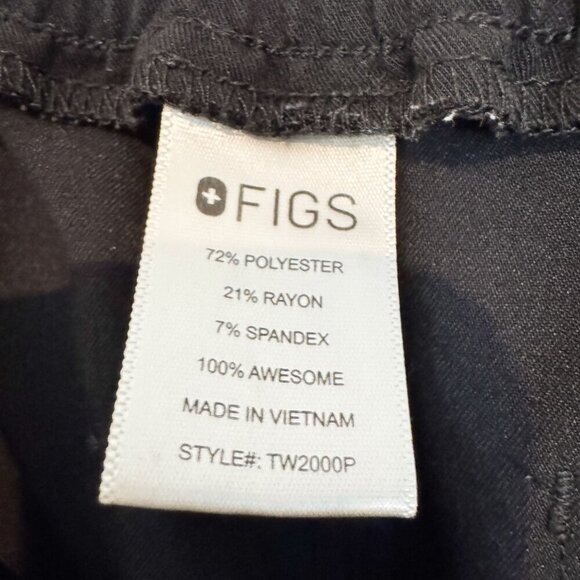 FIGS
72% POLYESTER
21% RAYON
7% SPANDEX
100% AWESOME
MADE IN VIETNAM
STYLE#: TW2000P